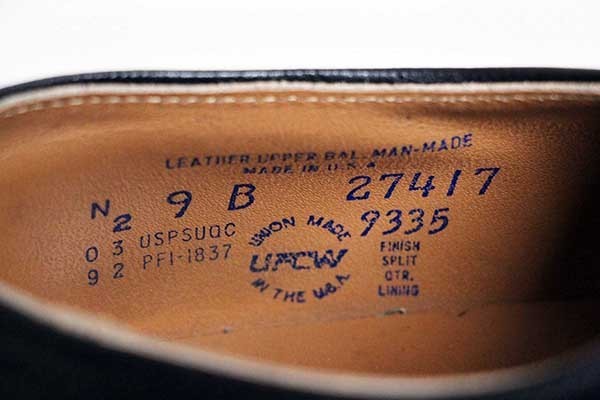 LEATHER UPPER BAL. MAN-MADE
MADE IN U.S.A
N 2 9 B 27417
9335
0 3 USPSUQC
9 2 PFI-1837
UNION MADE
UFCW
IN THE U.S.A.
FINISH
SPLIT
QTR.
LINING